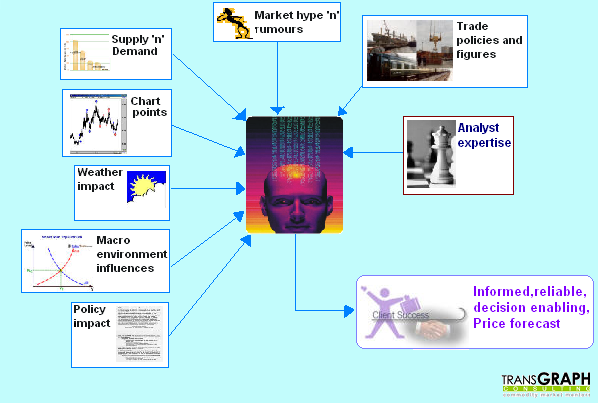 Market hype 'n'
rumours
Supply 'n'
Demand
Trade
policies and
figures
Chart
points
Analyst
expertise
Weather
impact
Macro
environment
influences
Policy
impact
Client Success
Informed,reliable,
decision enabling,
Price forecast
TRANSGRAPH
CONSULTING
commodity market mentors